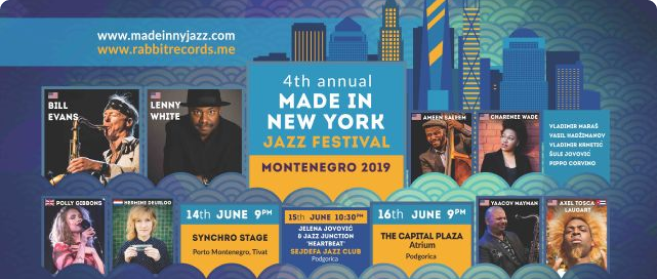 www.madeinnyjazz.com
www.rabbitrecords.me
4th annual
MADE IN
NEW YORK
JAZZ FESTIVAL
MONTENEGRO 2019
BILL
EVANS
LENNY
WHITE
AMEEN SALEEM
CHARENEE WADE
VLADIMIR MARAŠ
VASIL HADŽIMANOV
VLADIMIR KRNETIĆ
ŠULE JOVOVIĆ
PIPPO CORVINO
POLLY GIBBONS
HERMINE DEURLOO
14th JUNE 9PM
SYNCHRO STAGE
Porto Montenegro, Tivat
15th JUNE 10:30PM
JELENA JOVOVIĆ
& JAZZ JUNCTION
'HEARTBEAT'
SEJDEFA JAZZ CLUB
Podgorica
16th JUNE 9PM
THE CAPITAL PLAZA
Atrium
Podgorica
YAACOV MAYMAN
AXEL TOSCA
LAUGART